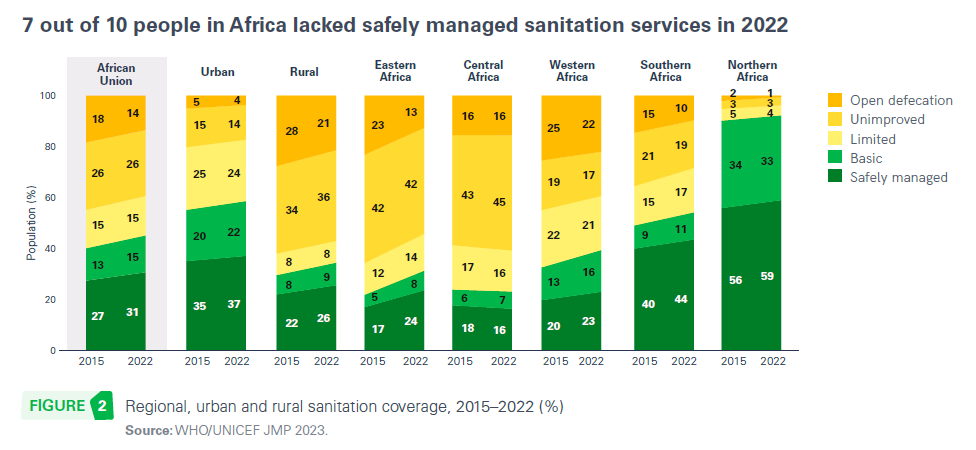 7 out of 10 people in Africa lacked safely managed sanitation services in 2022
African
Union
Urban
Rural
Eastern
Africa
Central
Africa
Western
Africa
Southern
Africa
Northern
Africa
Population (%)
100
80
60
40
20
0
18 14
26 26
15 15
13 15
27 31
2015 2022
5 4
15 14
25 24
20 22
35 37
2015 2022
28 21
34 36
8 8
8 9
22 26
2015 2022
23 13
42 42
12 14
5 8
17 24
2015 2022
16 16
43 45
17 16
6 7
18 16
2015 2022
25 22
19 17
22 21
13 16
20 23
2015 2022
15 10
21 19
15 17
9 11
40 44
2015 2022
2 1
3 3
5 4
34 33
56 59
2015 2022
Open defecation
Unimproved
Limited
Basic
Safely managed
FIGURE 2 Regional, urban and rural sanitation coverage, 2015–2022 (%)
Source: WHO/UNICEF JMP 2023.